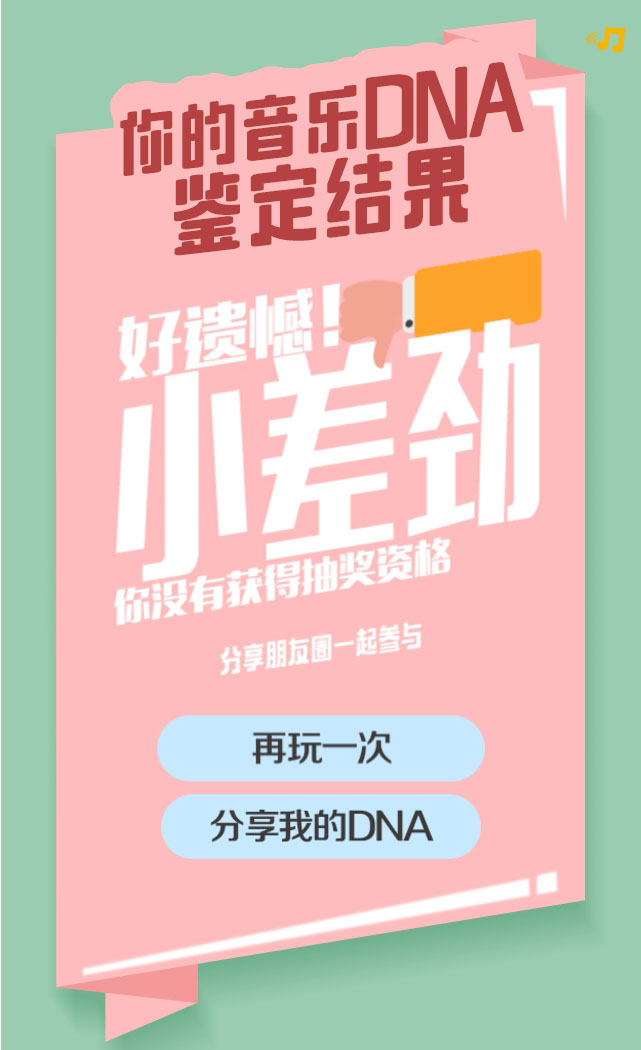 你的音乐DNA
鉴定结果
好遗憾!
小差劲
你没有获得抽奖资格
分享朋友圈一起参与
再玩一次
分享我的DNA